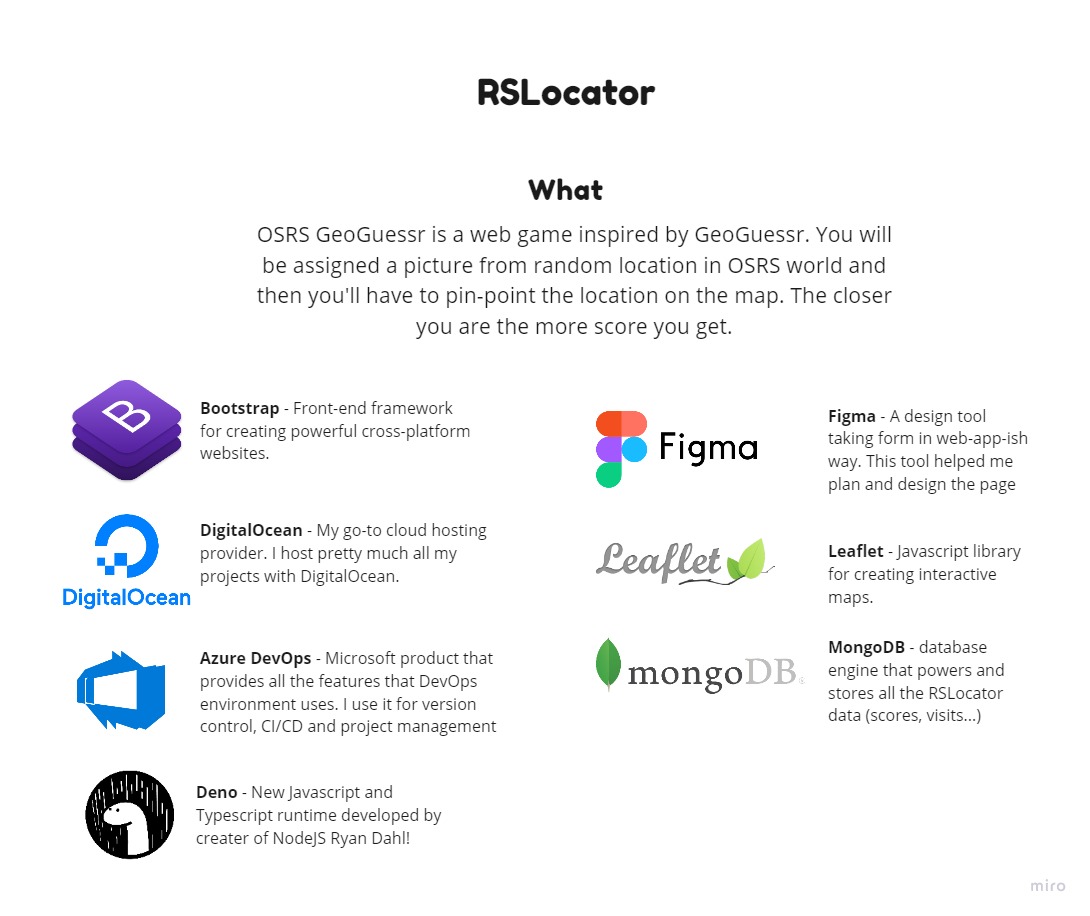 RSLocator
What
OSRS GeoGuessr is a web game inspired by GeoGuessr. You will
be assigned a picture from random location in OSRS world and
then you'll have to pin-point the location on the map. The closer
you are the more score you get.
B
Bootstrap - Front-end framework
for creating powerful cross-platform
websites.
DigitalOcean
DigitalOcean - My go-to cloud hosting
provider. I host pretty much all my
projects with DigitalOcean.
Azure DevOps - Microsoft product that
provides all the features that DevOps
environment uses. I use it for version
control, CI/CD and project management
Deno - New Javascript and
Typescript runtime developed by
creater of NodeJS Ryan Dahl!
Figma
Figma - A design tool
taking form in web-app-ish
way. This tool helped me
plan and design the page
Leaflet
Leaflet - Javascript library
for creating interactive
maps.
mongoDB®
MongoDB - database
engine that powers and
stores all the RSLocator
data (scores, visits...)
miro